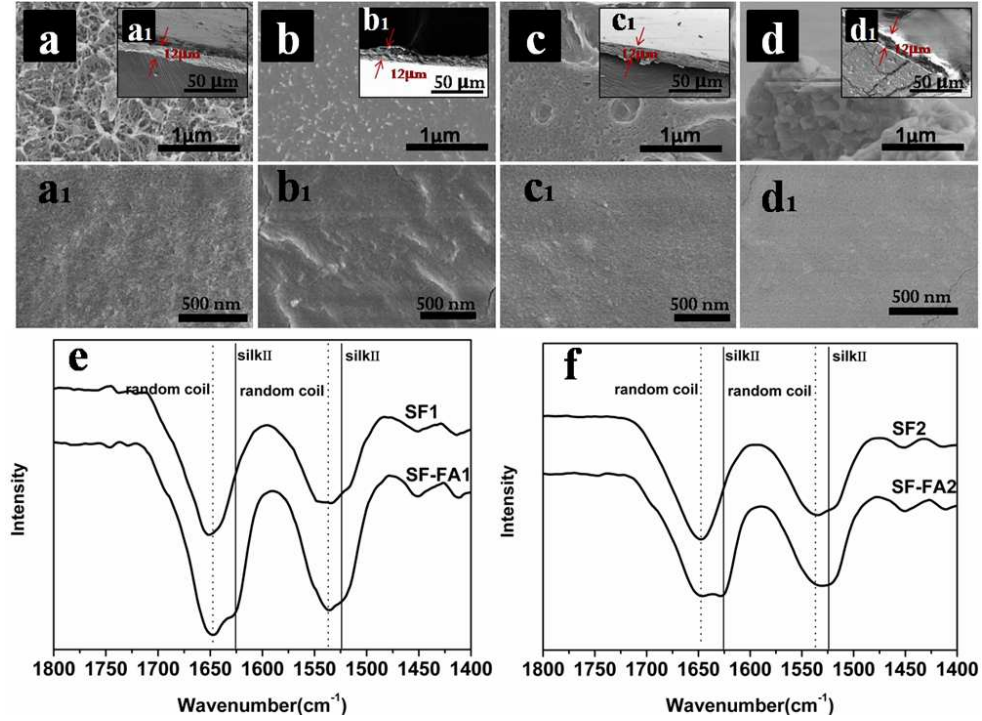 a
a1
12μm
50 μm
1μm
b
b1
12μm
50 μm
1μm
c
c1
12μm
50 μm
1μm
d
d1
12μm
50 μm
1μm
a1
500 nm
b1
500 nm
c1
500 nm
d1
500 nm
e
silkII
silkII
random coil
random coil
SF1
SF-FA1
Intensity
1800 1750 1700 1650 1600 1550 1500 1450 1400
Wavenumber(cm-1)
f
silkII
silkII
random coil
random coil
SF2
SF-FA2
Intensity
1800 1750 1700 1650 1600 1550 1500 1450 1400
Wavenumber(cm-1)